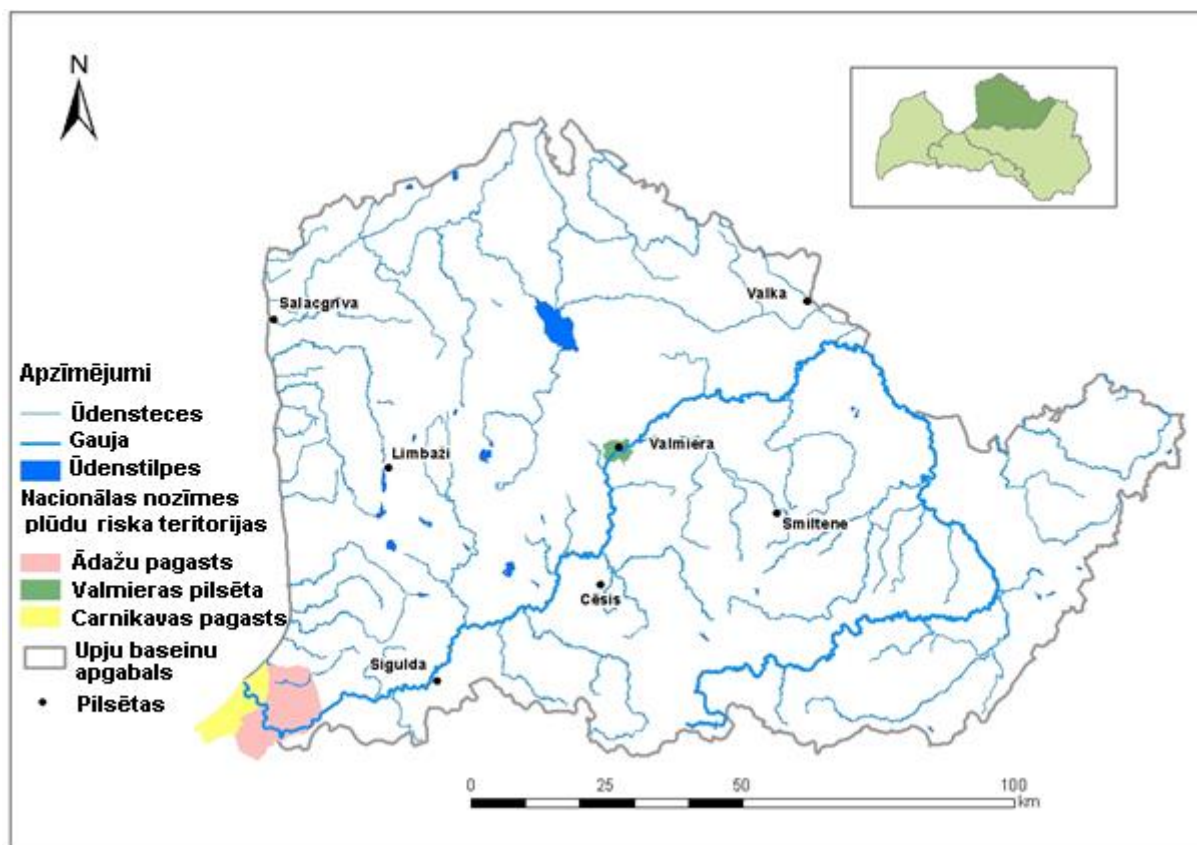 N
Salacgrīva
Valka
Apzīmējumi
Ūdensteces
Gauja
Ūdenstilpes
Nacionālas nozīmes
plūdu riska teritorijas
Ādažu pagasts
Valmieras pilsēta
Carnikavas pagasts
Upju baseinu
apgabals
Pilsētas
Limbaži
Valmiera
Smiltene
Cēsis
Sigulda
0 25 50 100
km